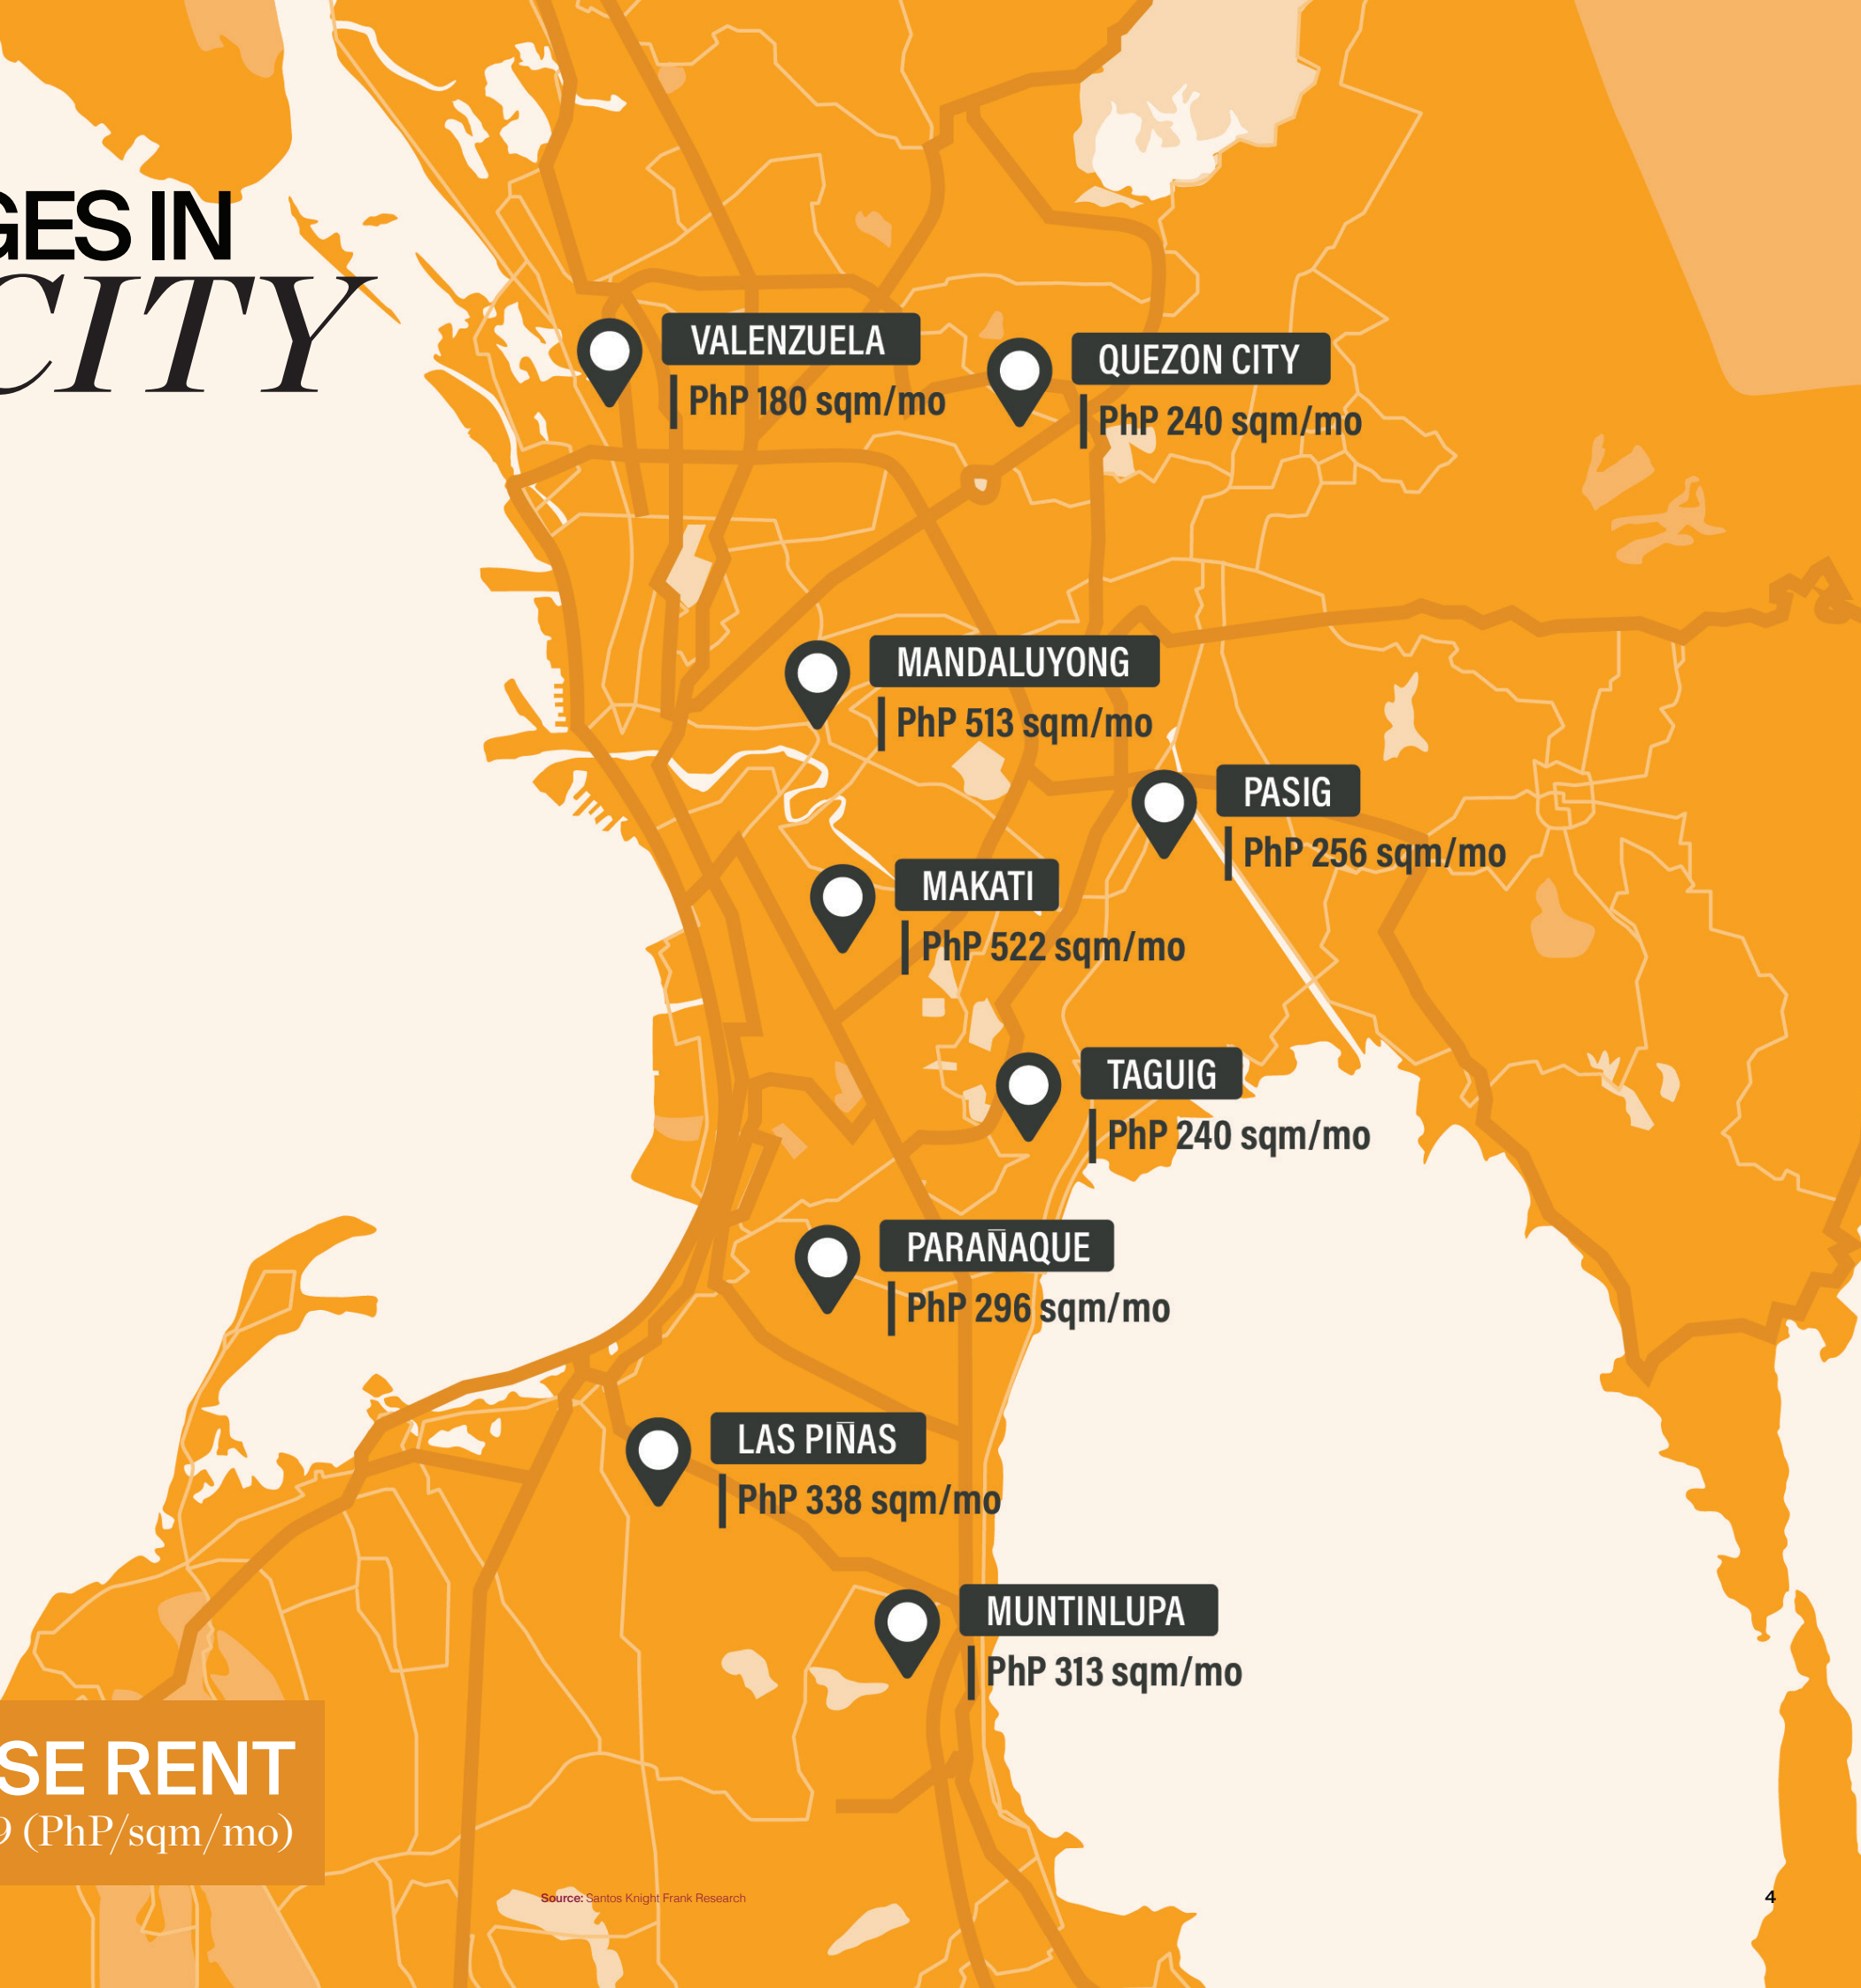 GES IN
CITY
VALENZUELA
PhP 180 sqm/mo
QUEZON CITY
PhP 240 sqm/mo
MANDALUYONG
PhP 513 sqm/mo
PASIG
PhP 256 sqm/mo
MAKATI
PhP 522 sqm/mo
TAGUIG
PhP 240 sqm/mo
PARAÑAQUE
PhP 296 sqm/mo
LAS PIÑAS
PhP 338 sqm/mo
MUNTINLUPA
PhP 313 sqm/mo
SE RENT
9 (PhP/sqm/mo)
Source: Santos Knight Frank Research
4